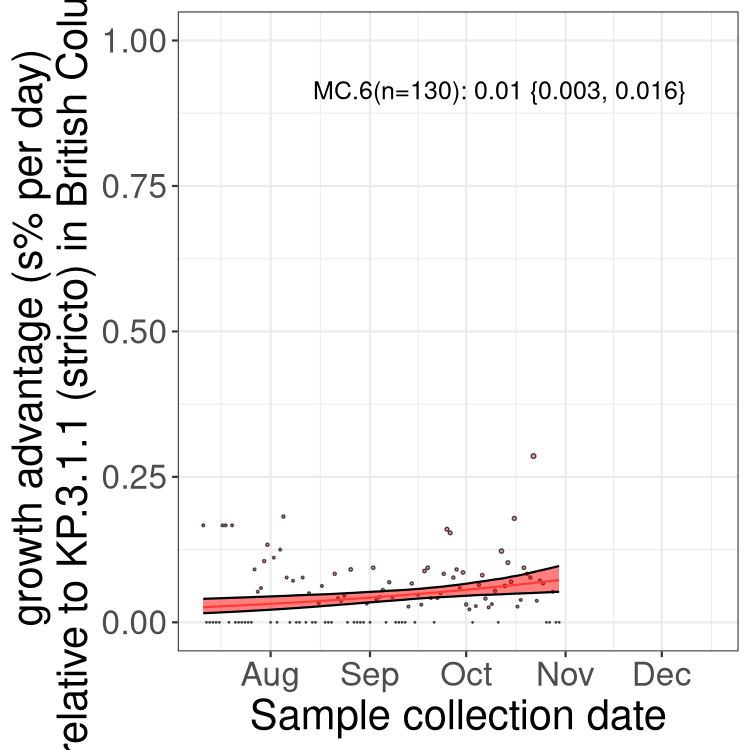 growth advantage (s% per day)
relative to KP.3.1.1 (stricto) in British Colu
1.00
0.75
0.50
0.25
0.00
MC.6(n=130): 0.01 {0.003, 0.016}
Aug Sep Oct Nov Dec
Sample collection date